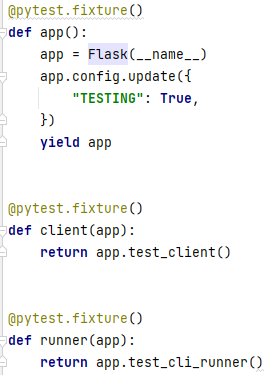 @pytest.fixture()
def app():
    app = Flask(__name__)
    app.config.update({
        "TESTING": True,
    })
    yield app
@pytest.fixture()
def client(app):
    return app.test_client()
@pytest.fixture()
def runner(app):
    return app.test_cli_runner()